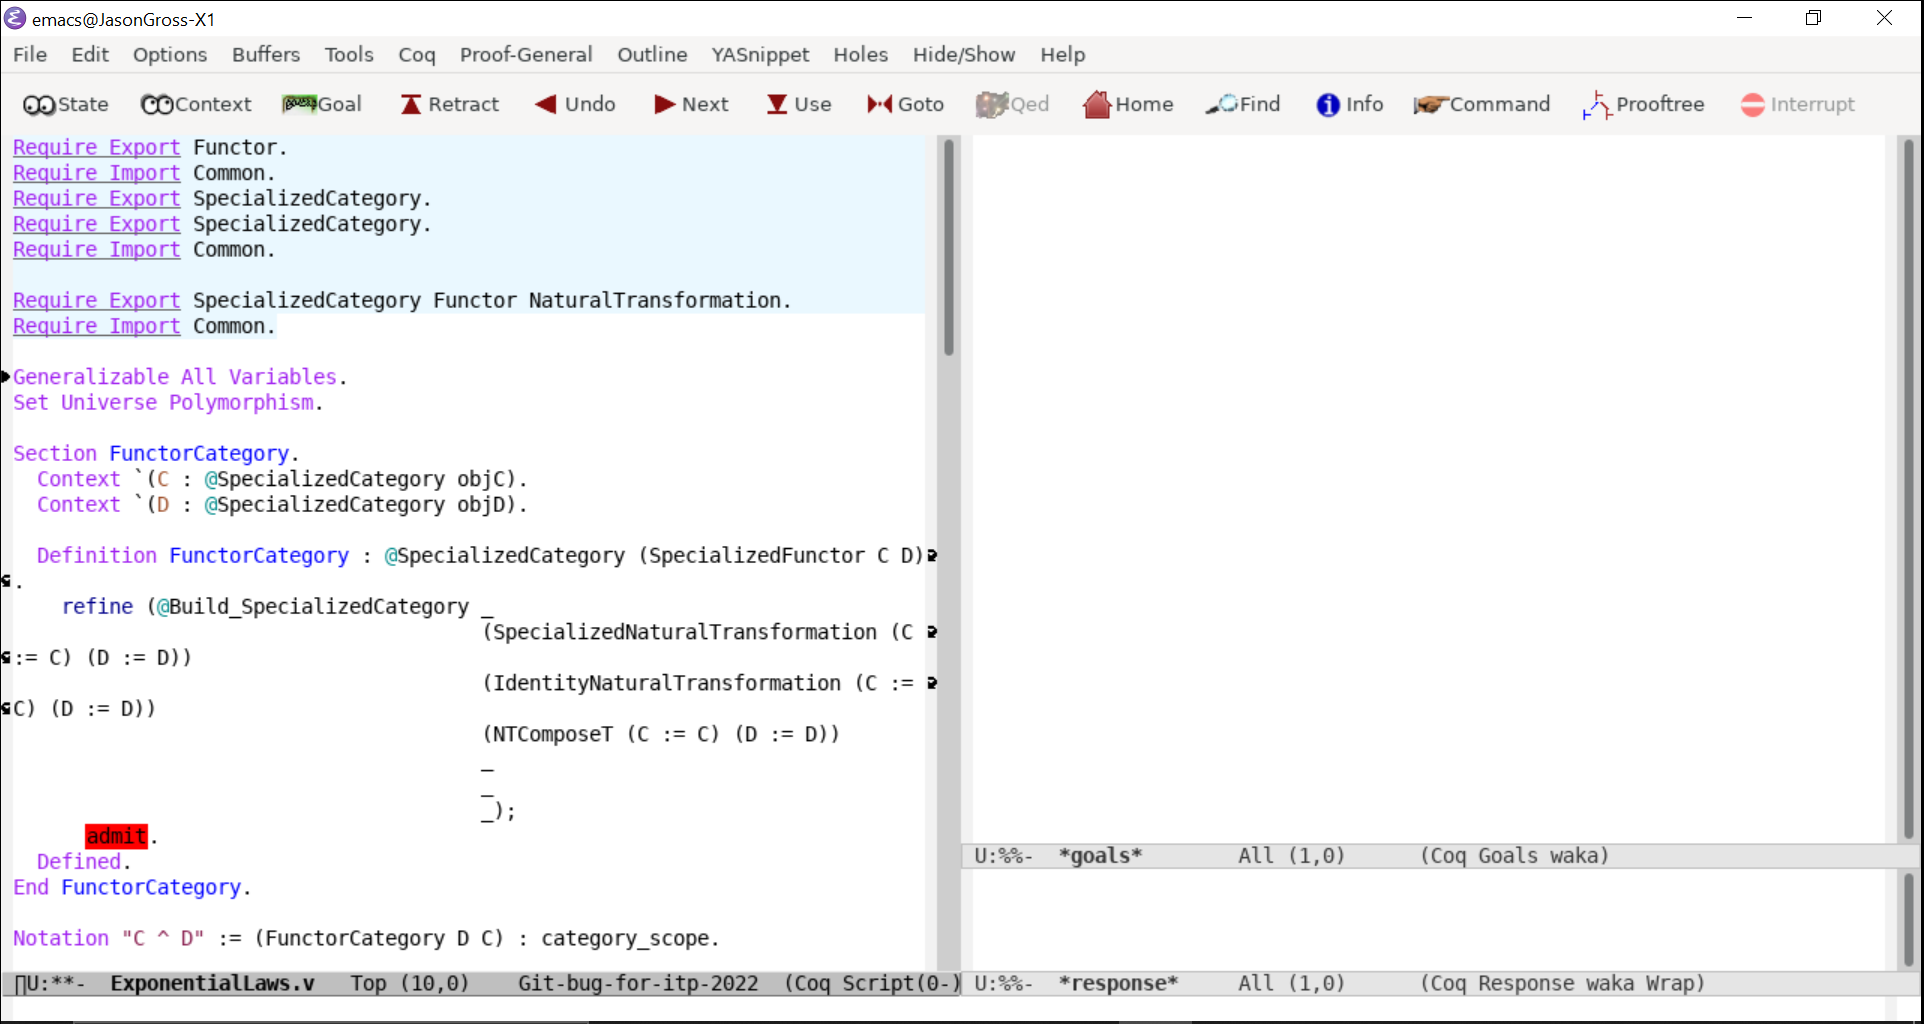 emacs@JasonGross-X1
File Edit Options Buffers Tools Coq Proof-General Outline YASnippet Holes Hide/Show Help
State Context Goal Retract Undo Next Use Goto Qed Home Find Info Command Prooftree Interrupt
Require Export Functor.
Require Import Common.
Require Export SpecializedCategory.
Require Export SpecializedCategory.
Require Import Common.
Require Export SpecializedCategory Functor NaturalTransformation.
Require Import Common.
Generalizable All Variables.
Set Universe Polymorphism.
Section FunctorCategory.
Context `(C : @SpecializedCategory objC).
Context `(D : @SpecializedCategory objD).
Definition FunctorCategory : @SpecializedCategory (SpecializedFunctor C D)
.
refine (@Build_SpecializedCategory _
(SpecializedNaturalTransformation (C
:= C) (D := D))
(IdentityNaturalTransformation (C :=
C) (D := D))
(NTComposeT (C := C) (D := D))
_
_
_);
admit.
Defined.
End FunctorCategory.
Notation "C ^ D" := (FunctorCategory D C) : category_scope.
U:**- ExponentialLaws.v Top (10,0) Git-bug-for-itp-2022 (Coq Script(0-)
U:%%- *goals* All (1,0) (Coq Goals waka)
U:%%- *response* All (1,0) (Coq Response waka Wrap)